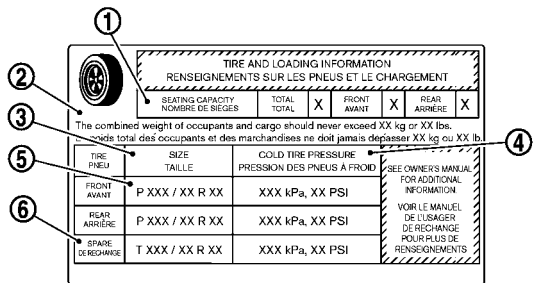 1
TIRE AND LOADING INFORMATION
RENSEIGNEMENTS SUR LES PNEUS ET LE CHARGEMENT
2
SEATING CAPACITY
NOMBRE DE SIÈGES
TOTAL
TOTAL
X
FRONT
AVANT
X
REAR
ARRIÈRE
X
The combined weight of occupants and cargo should never exceed XX kg or XX lbs.
3
poids total des occupants et des marchandises ne doit jamais depasser XX kg ou XX lb.
4
TIRE
PNEU
SIZE
TAILLE
COLD TIRE PRESSURE
PRESSION DES PNEUS À FROID
5
FRONT
AVANT
P XXX / XX R XX
XXX kPa, XX PSI
REAR
ARRIÈRE
P XXX / XX R XX
XXX kPa, XX PSI
6
SPARE
DE RECHANGE
T XXX / XX R XX
XXX kPa, XX PSI
SEE OWNER'S MANUAL
FOR ADDITIONAL
INFORMATION.
VOIR LE MANUEL
DE L'USAGER
DE RECHANGE
POUR PLUS DE
RENSEIGNEMENTS